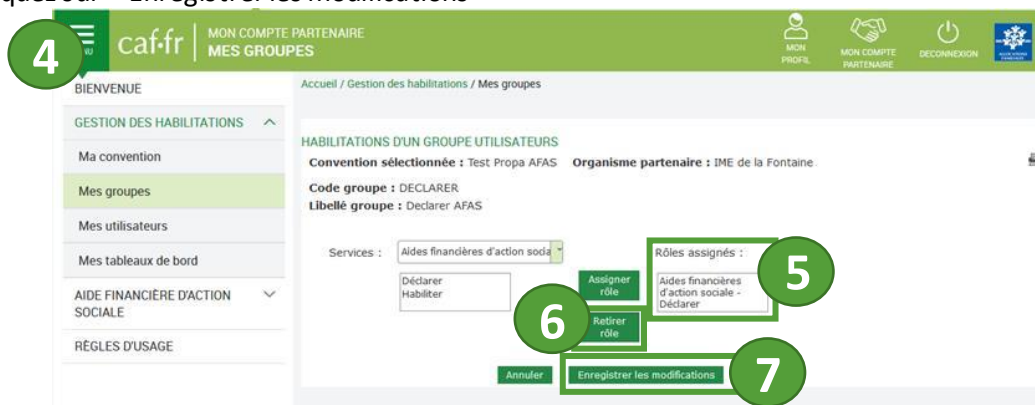 Enregistrer les modifications
4
MENU
caf•fr
MON COMPTE PARTENAIRE
MES GROUPES
MON PROFIL
MON COMPTE PARTENAIRE
DECONNEXION
BIENVENUE
GESTION DES HABILITATIONS
Ma convention
Mes groupes
Mes utilisateurs
Mes tableaux de bord
AIDE FINANCIÈRE D'ACTION
SOCIALE
RÈGLES D'USAGE
Accueil / Gestion des habilitations / Mes groupes
HABILITATIONS D'UN GROUPE UTILISATEURS
Convention sélectionnée : Test Propa AFAS Organisme partenaire : IME de la Fontaine
Code groupe : DECLARER
Libellé groupe : Declarer AFAS
Services : Aides financières d'action socia
Déclarer
Habiliter
Assigner
rôle
Rôles assignés :
Aides financières
d'action sociale -
Déclarer
5
6
Retirer
rôle
Annuler
Enregistrer les modifications
7